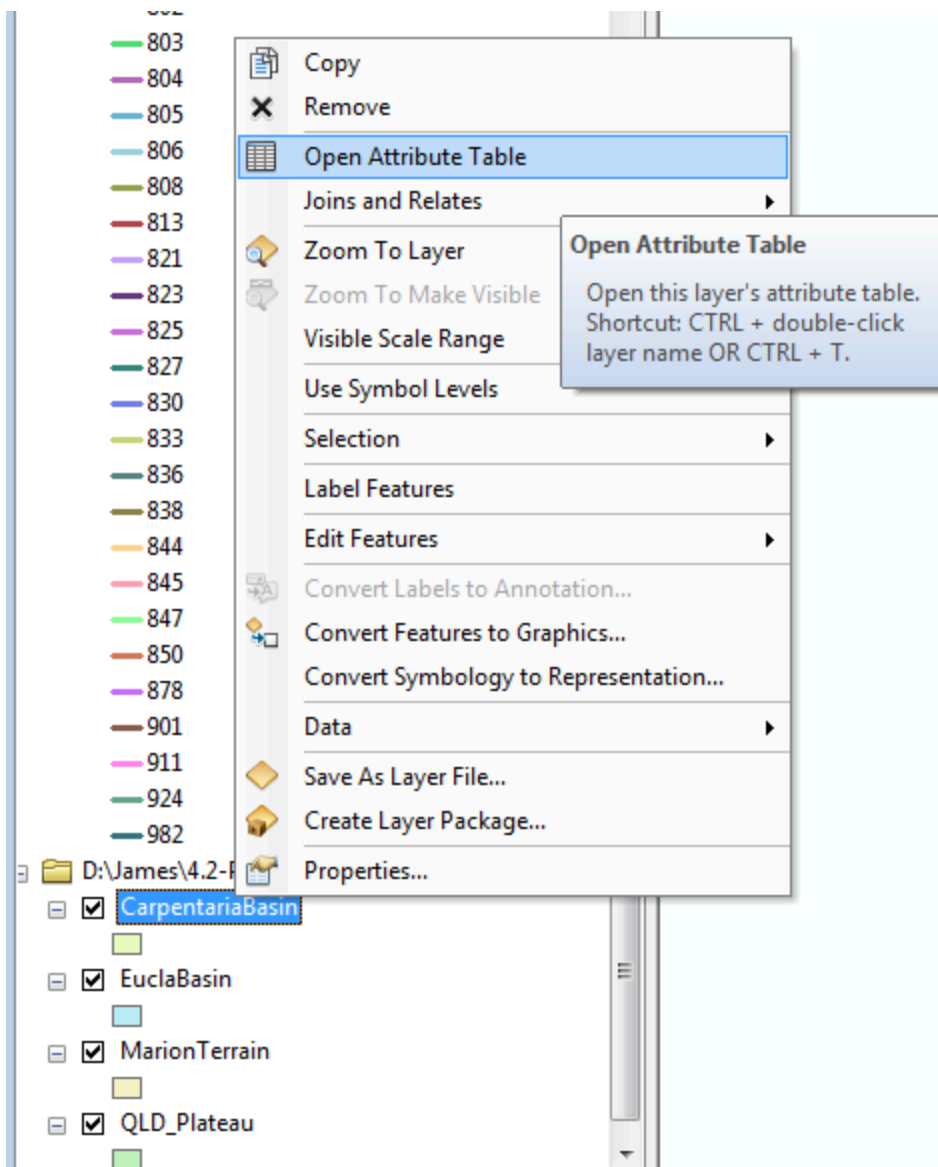 803
804
805
806
808
813
821
823
825
827
830
833
836
838
844
845
847
850
878
901
911
924
982
Copy
Remove
Open Attribute Table
Joins and Relates
Zoom To Layer
Zoom To Make Visible
Visible Scale Range
Use Symbol Levels
Selection
Label Features
Edit Features
Convert Labels to Annotation...
Convert Features to Graphics...
Convert Symbology to Representation...
Data
Save As Layer File...
Create Layer Package...
Properties...
Open Attribute Table
Open this layer's attribute table.
Shortcut: CTRL + double-click
layer name OR CTRL + T.
D:\James\4.2-
CarpentariaBasin
EuclaBasin
MarionTerrain
QLD_Plateau